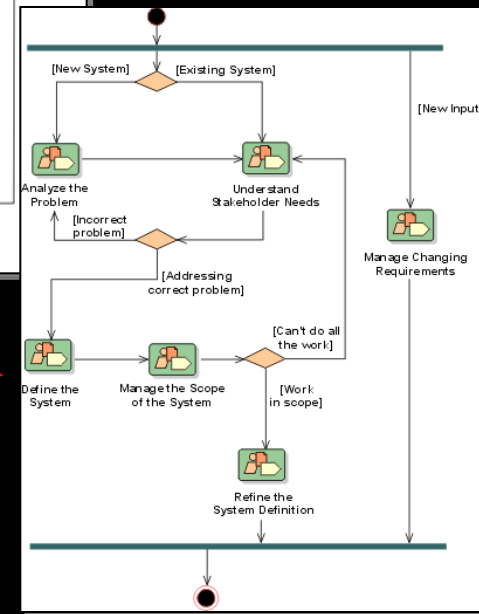 [New System]
[Existing System]
[New Input
Analyze the
Problem
Understand
Stakeholder Needs
[Incorrect
problem]
Manage Changing
Requirements
[Addressing
correct problem]
[Can't do all
the work]
Define the
System
Manage the Scope
of the System
[Work
in scope]
Refine the
System Definition